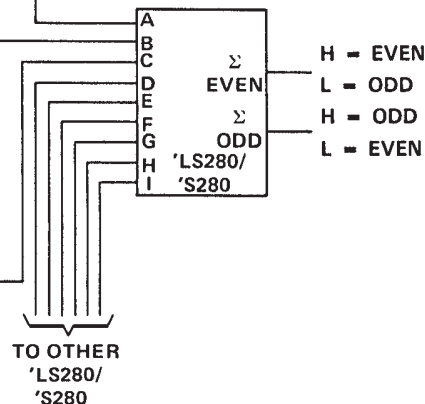 A
B
C
D
E
F
G
H
I
Σ
EVEN
Σ
ODD
'LS280/
'S280
H = EVEN
L = ODD
H = ODD
L = EVEN
TO OTHER
'LS280/
'S280